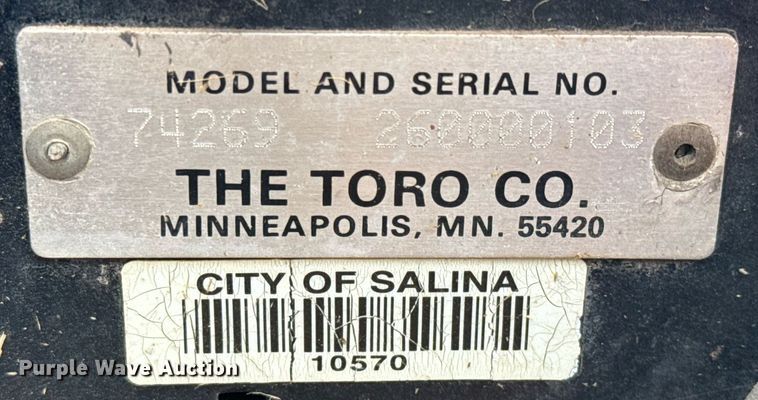 MODEL AND SERIAL NO.
74269 260000103
THE TORO CO.
MINNEAPOLIS, MN. 55420
CITY OF SALINA
10570
Purple Wave Auction